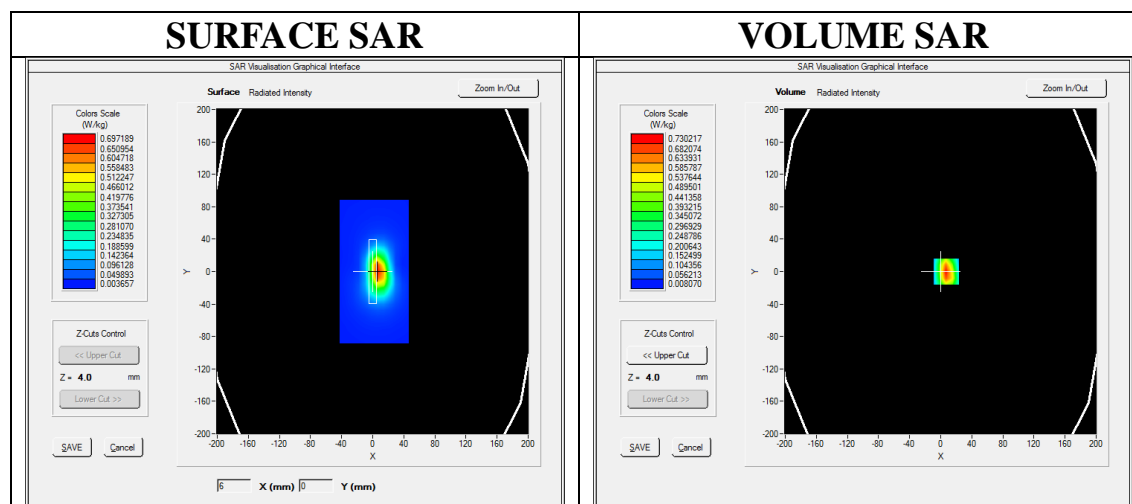 SURFACE SAR
VOLUME SAR
SAR Visualisation Graphical Interface
Surface Radiated Intensity
Zoom In/Out
Colors Scale
(W/kg)
0.697189
0.650954
0.604718
0.558483
0.512247
0.466012
0.419776
0.373541
0.327305
0.281070
0.234835
0.188599
0.142364
0.096128
0.049893
0.003657
200
160
120
80
40
0
-40
-80
-120
-160
-200
Y
-200 -160 -120 -80 -40 0 40 80 120 160 200
X
Z-Cuts Control
<< Upper Cut
Z = 4.0 mm
Lower Cut >>
SAVE Cancel
6 X (mm) 0 Y (mm)
SAR Visualisation Graphical Interface
Volume Radiated Intensity
Zoom In/Out
Colors Scale
(W/kg)
0.730217
0.682074
0.633931
0.585787
0.537644
0.489501
0.441358
0.393215
0.345072
0.296929
0.248786
0.200643
0.152499
0.104356
0.056213
0.008070
200
160
120
80
40
0
-40
-80
-120
-160
-200
Y
-200 -160 -120 -80 -40 0 40 80 120 160 200
X
Z-Cuts Control
<< Upper Cut
Z = 4.0 mm
Lower Cut >>
SAVE Cancel